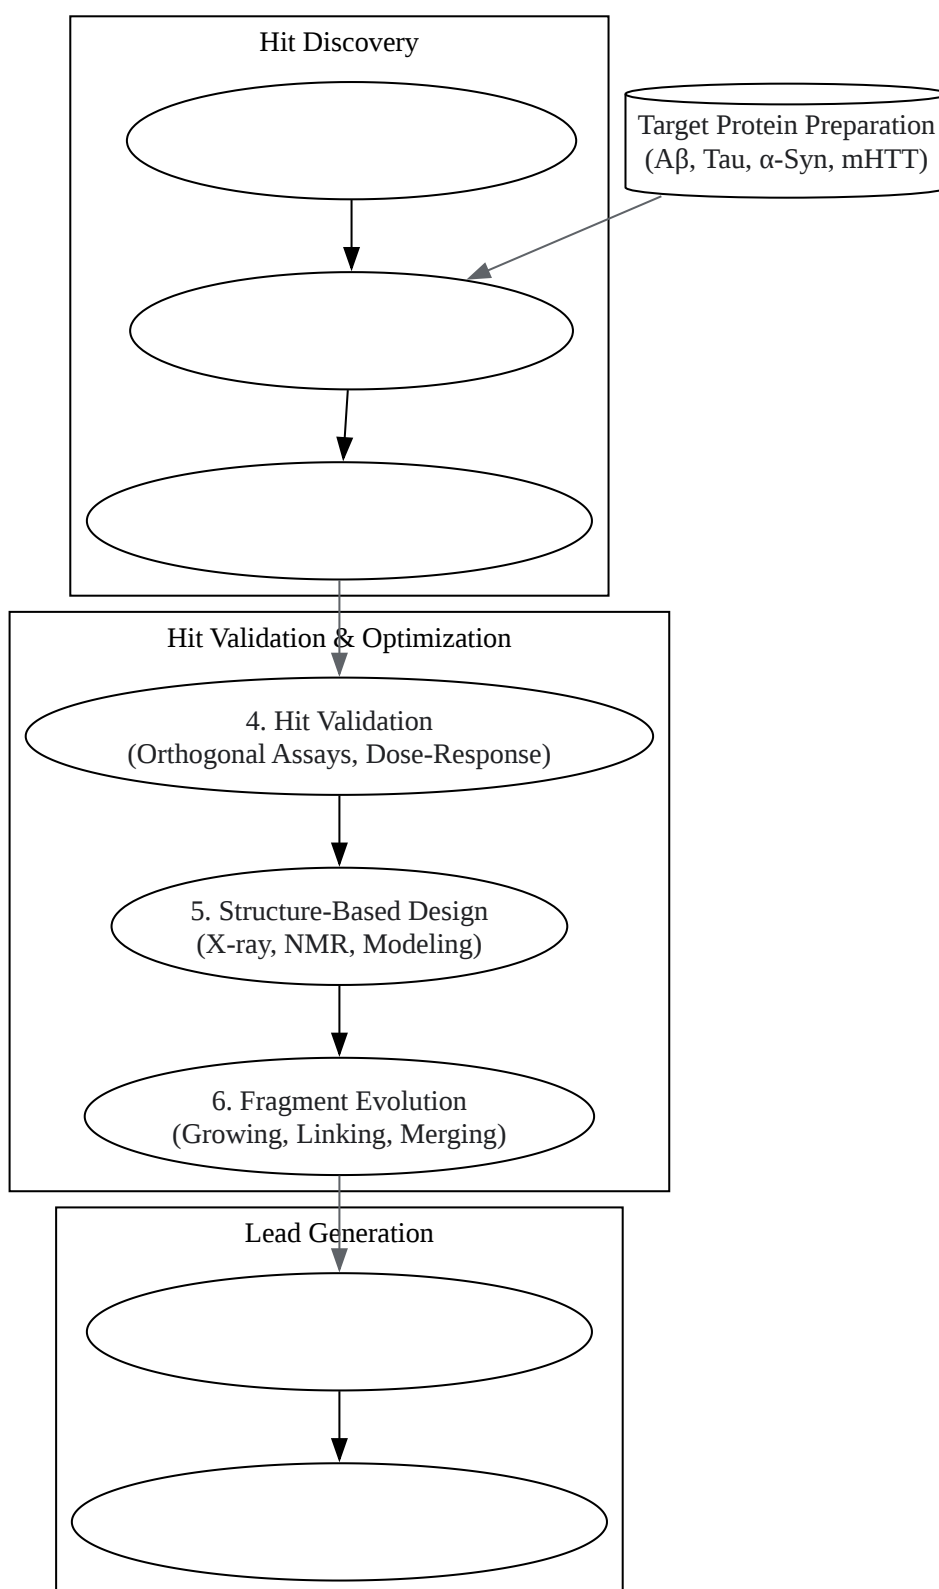 Hit Discovery
Target Protein Preparation
(Aβ, Tau, α-Syn, mHTT)
Hit Validation & Optimization
4. Hit Validation
(Orthogonal Assays, Dose-Response)
5. Structure-Based Design
(X-ray, NMR, Modeling)
6. Fragment Evolution
(Growing, Linking, Merging)
Lead Generation